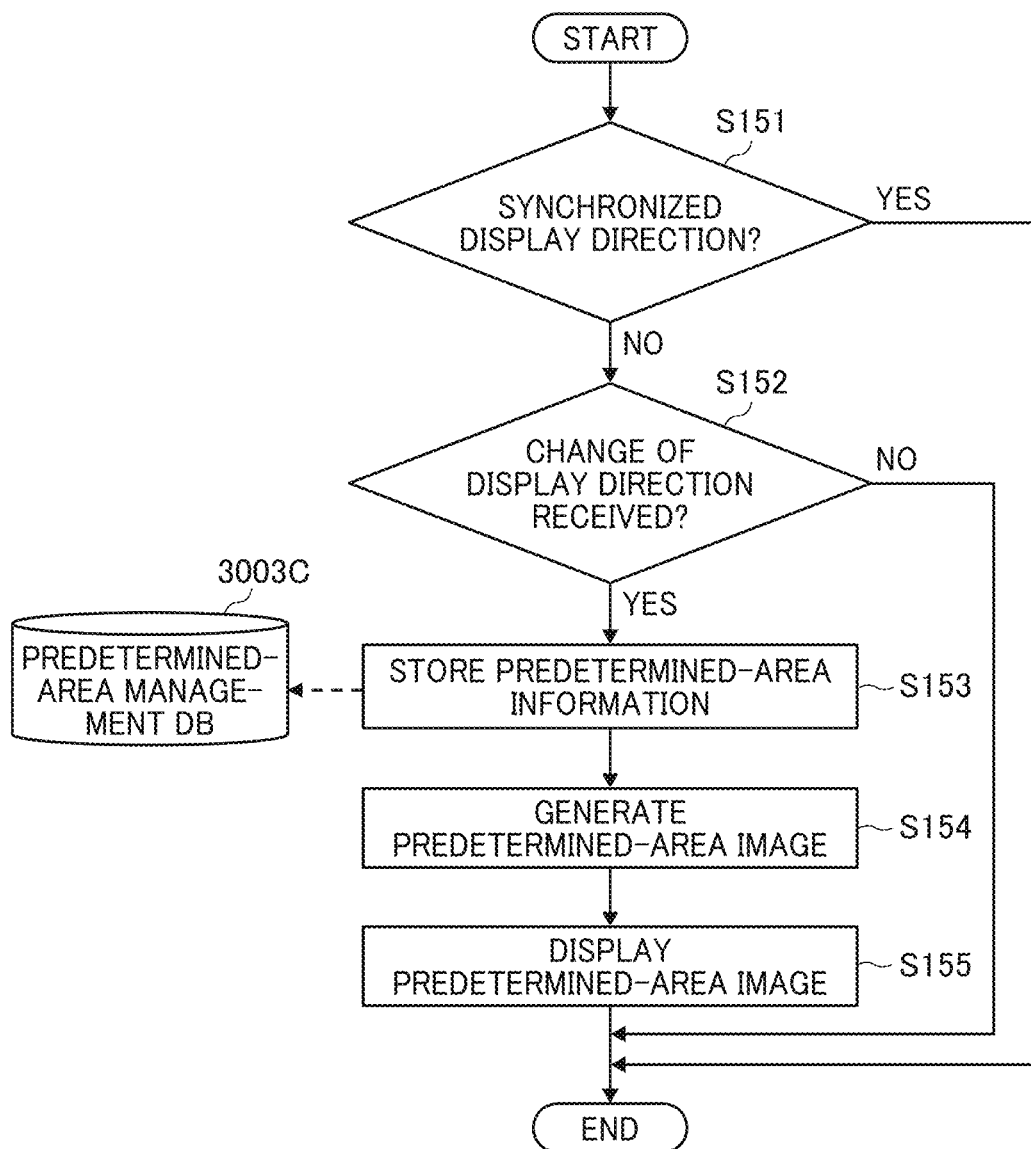 START
S151
SYNCHRONIZED
DISPLAY DIRECTION?
YES
NO
S152
CHANGE OF
DISPLAY DIRECTION
RECEIVED?
NO
YES
3003C
PREDETERMINED-
AREA MANAGE-
MENT DB
STORE PREDETERMINED-AREA
INFORMATION
S153
GENERATE
PREDETERMINED-AREA IMAGE
S154
DISPLAY
PREDETERMINED-AREA IMAGE
S155
END